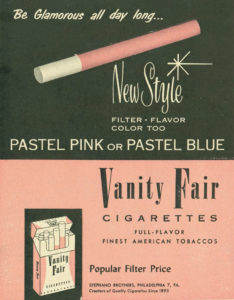 Be Glamorous all day long...
New Style
FILTER · FLAVOR
COLOR TOO
PASTEL PINK OR PASTEL BLUE
Vanity Fair
CIGARETTES
FULL-FLAVOR
FINEST AMERICAN TOBACCOS
Vanity
Fair
CIGARETTES
Popular Filter Price
STEPHANO BROTHERS, PHILADELPHIA 7, PA.
Creators of Quality Cigarettes Since 1895